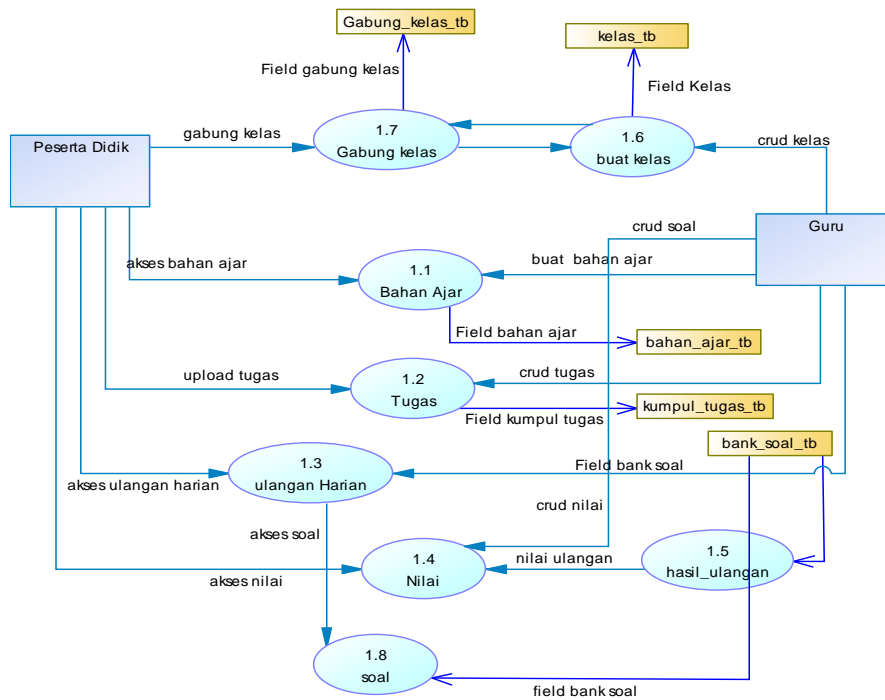 Gabung_kelas_tb
kelas_tb
Field gabung kelas
Field Kelas
1.7
Gabung kelas
1.6
buat kelas
gabung kelas
crud kelas
Peserta Didik
Guru
crud soal
akses bahan ajar
1.1
Bahan Ajar
buat bahan ajar
Field bahan ajar
bahan_ajar_tb
upload tugas
1.2
Tugas
crud tugas
Field kumpul tugas
kumpul_tugas_tb
bank_soal_tb
1.3
ulangan Harian
Field bank soal
akses ulangan harian
crud nilai
akses soal
1.4
Nilai
nilai ulangan
1.5
hasil_ulangan
akses nilai
1.8
soal
field bank soal